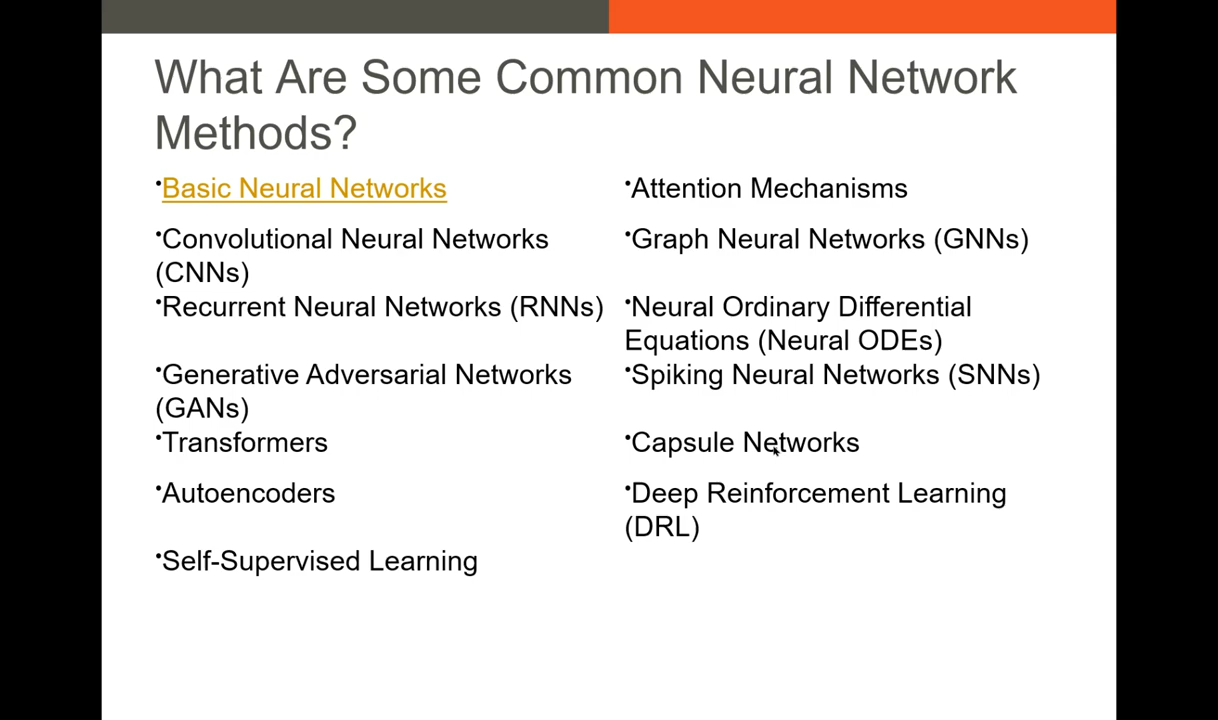 What Are Some Common Neural Network
Methods?
•Basic Neural Networks
•Convolutional Neural Networks
(CNNs)
•Recurrent Neural Networks (RNNs)
•Generative Adversarial Networks
(GANs)
•Transformers
•Autoencoders
•Self-Supervised Learning
•Attention Mechanisms
•Graph Neural Networks (GNNs)
•Neural Ordinary Differential
Equations (Neural ODEs)
•Spiking Neural Networks (SNNs)
•Capsule Networks
•Deep Reinforcement Learning
(DRL)